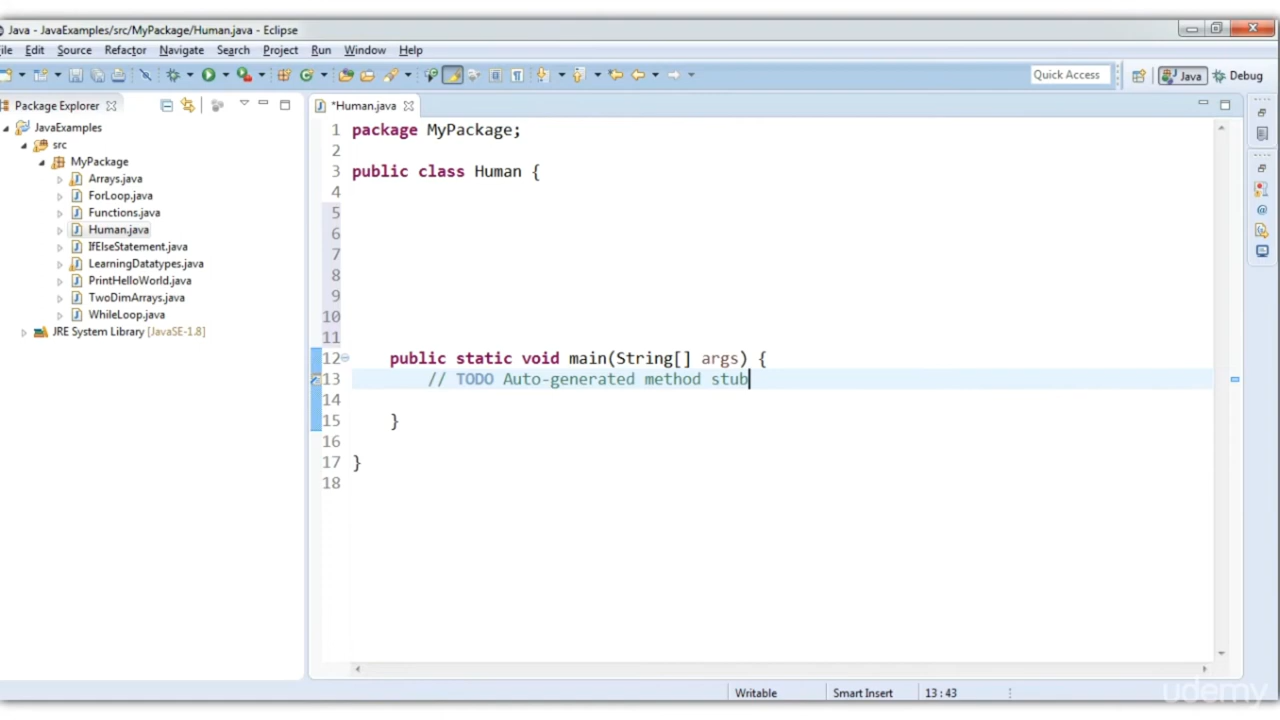 Java - JavaExamples/src/MyPackage/Human.java - Eclipse
ile Edit Source Refactor Navigate Search Project Run Window Help
Quick Access Java Debug
Package Explorer
*Human.java
JavaExamples
src
MyPackage
Arrays.java
ForLoop.java
Functions.java
Human.java
IfElseStatement.java
LearningDatatypes.java
PrintHelloWorld.java
TwoDimArrays.java
WhileLoop.java
JRE System Library [JavaSE-1.8]
1 package MyPackage;
2
3 public class Human {
4
5
6
7
8
9
10
11
12 public static void main(String[] args) {
13 // TODO Auto-generated method stub
14
15 }
16
17 }
18
Writable Smart Insert 13 : 43
udemy